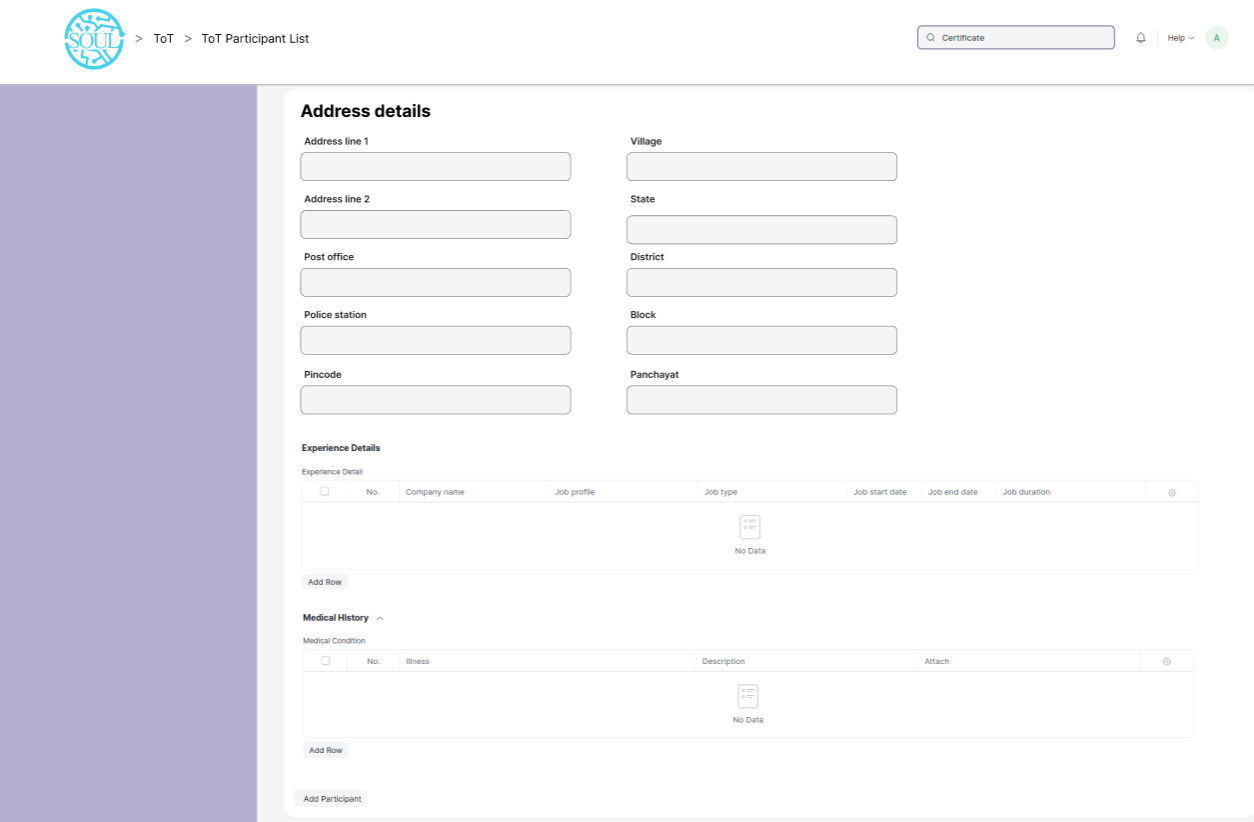 SOUL > ToT > ToT Participant List
Certificate
Help
A
Address details
Address line 1
Village
Address line 2
State
Post office
District
Police station
Block
Pincode
Panchayat
Experience Details
Experience Detail
No. Company name Job profile Job type Job start date Job end date Job duration
No Data
Add Row
Medical HIstory
Medical Condition
No. Illness Description Attach
No Data
Add Row
Add Participant